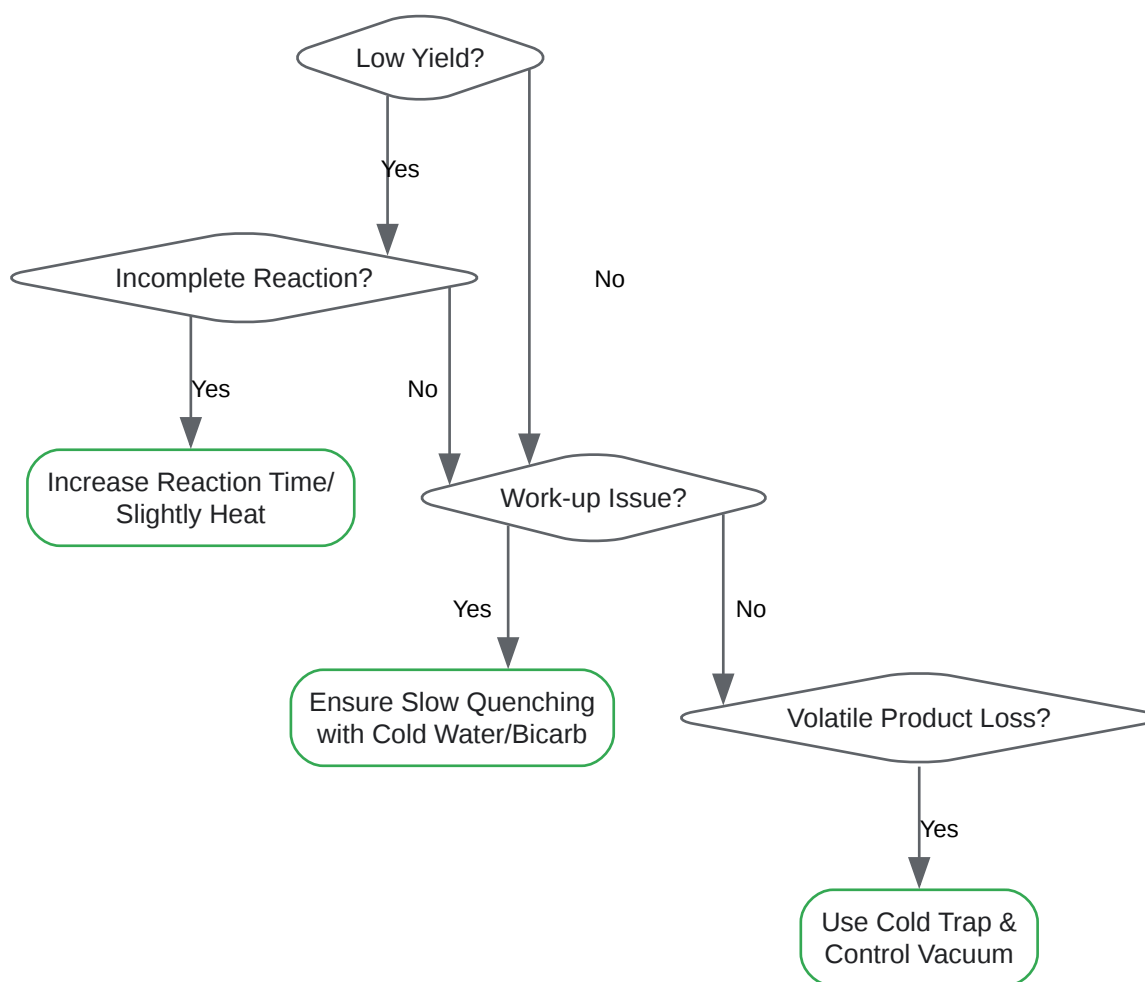 Low Yield?
Yes
Incomplete Reaction?
No
Yes
No
Increase Reaction Time/
Slightly Heat
Work-up Issue?
Yes
No
Ensure Slow Quenching
with Cold Water/Bicarb
Volatile Product Loss?
Yes
Use Cold Trap &
Control Vacuum